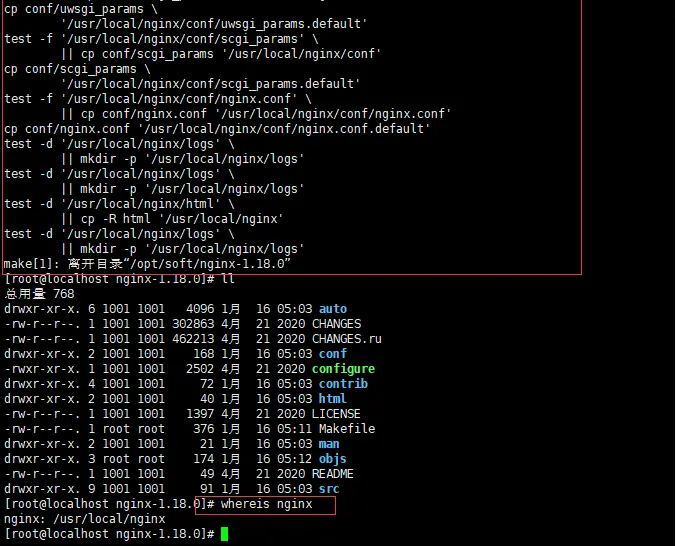 cp conf/uwsgi_params \
        '/usr/local/nginx/conf/uwsgi_params.default'
test -f '/usr/local/nginx/conf/scgi_params' \
        || cp conf/scgi_params '/usr/local/nginx/conf'
cp conf/scgi_params \
        '/usr/local/nginx/conf/scgi_params.default'
test -f '/usr/local/nginx/conf/nginx.conf' \
        || cp conf/nginx.conf '/usr/local/nginx/conf/nginx.conf'
cp conf/nginx.conf '/usr/local/nginx/conf/nginx.conf.default'
test -d '/usr/local/nginx/logs' \
        || mkdir -p '/usr/local/nginx/logs'
test -d '/usr/local/nginx/logs' \
        || mkdir -p '/usr/local/nginx/logs'
test -d '/usr/local/nginx/html' \
        || cp -R html '/usr/local/nginx'
test -d '/usr/local/nginx/logs' \
        || mkdir -p '/usr/local/nginx/logs'
make[1]: 离开目录“/opt/soft/nginx-1.18.0”
[root@localhost nginx-1.18.0]# ll
总用量 768
drwxr-xr-x. 6 1001 1001   4096 1月  16 05:03 auto
-rw-r--r--. 1 1001 1001 302863 4月  21 2020 CHANGES
-rw-r--r--. 1 1001 1001 462213 4月  21 2020 CHANGES.ru
drwxr-xr-x. 2 1001 1001    168 1月  16 05:03 conf
-rwxr-xr-x. 1 1001 1001   2502 4月  21 2020 configure
drwxr-xr-x. 4 1001 1001     72 1月  16 05:03 contrib
drwxr-xr-x. 2 1001 1001     40 1月  16 05:03 html
-rw-r--r--. 1 1001 1001   1397 4月  21 2020 LICENSE
-rw-r--r--. 1 root root    376 1月  16 05:11 Makefile
drwxr-xr-x. 2 1001 1001     21 1月  16 05:03 man
drwxr-xr-x. 3 root root    174 1月  16 05:12 objs
-rw-r--r--. 1 1001 1001     49 4月  21 2020 README
drwxr-xr-x. 9 1001 1001     91 1月  16 05:03 src
[root@localhost nginx-1.18.0]# whereis nginx
nginx: /usr/local/nginx
[root@localhost nginx-1.18.0]#